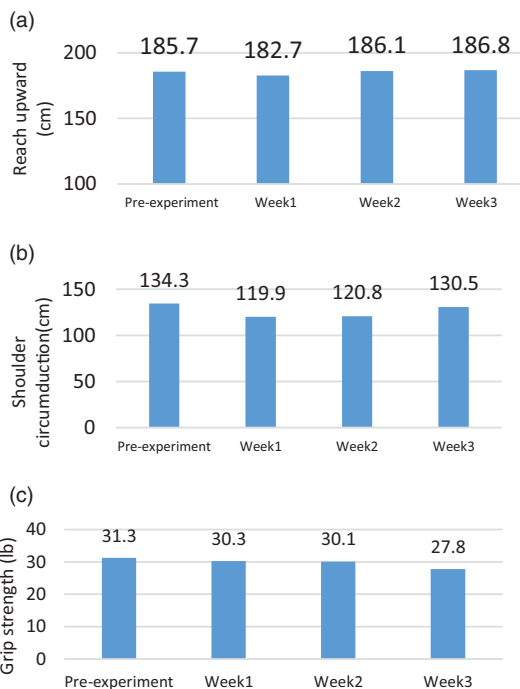 (a)
185.7 182.7 186.1 186.8
200
150
100
Reach upward
(cm)
Pre-experiment Week1 Week2 Week3
(b)
134.3 119.9 120.8 130.5
150
100
50
0
Shoulder
circumduction(cm)
Pre-experiment Week1 Week2 Week3
(c)
31.3 30.3 30.1 27.8
40
30
20
10
0
Grip strength (lb)
Pre-experiment Week1 Week2 Week3